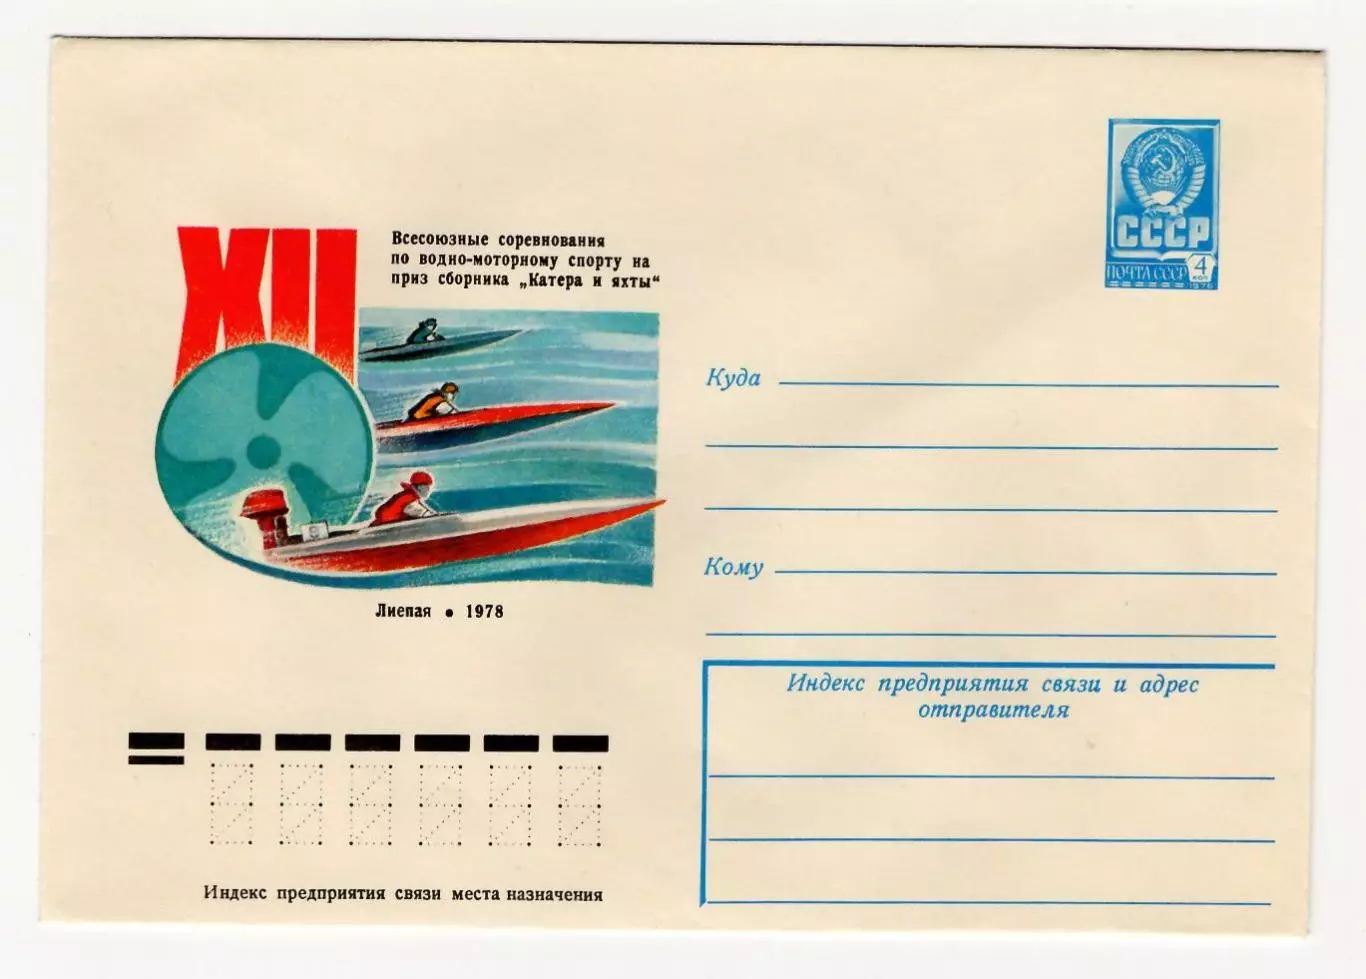 XII
Всесоюзные соревнования
по водно-моторному спорту на
приз сборника „Катера и яхты“
Лиепая • 1978
СССР
ПОЧТА СССР
4
КОП
1976
Куда
Кому
Индекс предприятия связи и адрес
отправителя
Индекс предприятия связи места назначения